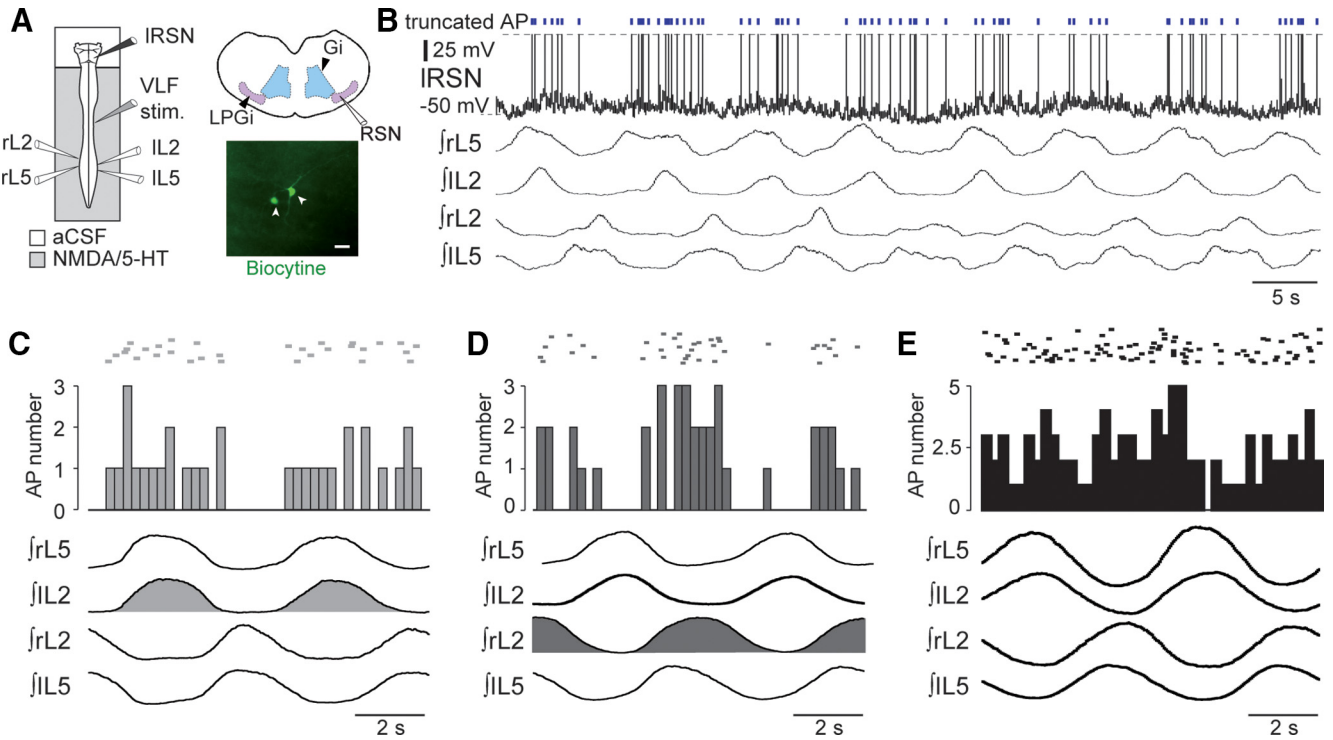 A
lRSN
VLF
stim.
rL2
rL5
lL2
lL5
aCSF
NMDA/5-HT
Gi
LPGi
RSN
Biocytine
B
truncated AP
25 mV
lRSN
-50 mV
∫rL5
∫lL2
∫rL2
∫lL5
5 s
C
AP number
3
2
1
0
∫rL5
∫lL2
∫rL2
∫lL5
2 s
D
AP number
3
2
1
0
∫rL5
∫lL2
∫rL2
∫lL5
2 s
E
AP number
5
2.5
0
∫rL5
∫lL2
∫rL2
∫lL5
2 s